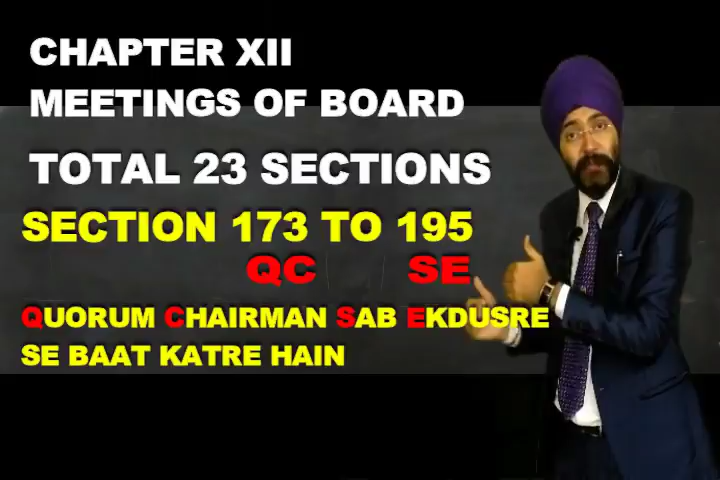 CHAPTER XII
MEETINGS OF BOARD
TOTAL 23 SECTIONS
SECTION 173 TO 195
QC SE
QUORUM CHAIRMAN SAB EKDUSRE
SE BAAT KATRE HAIN